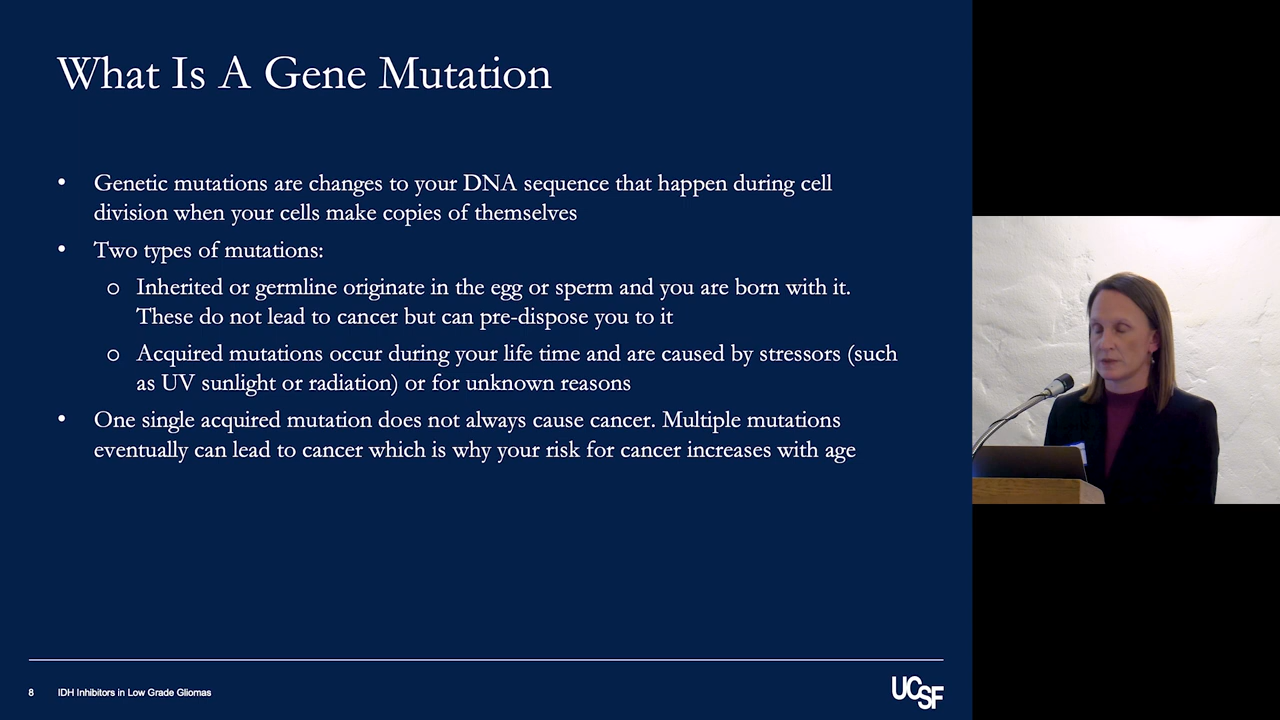 What Is A Gene Mutation
• Genetic mutations are changes to your DNA sequence that happen during cell
division when your cells make copies of themselves
• Two types of mutations:
o Inherited or germline originate in the egg or sperm and you are born with it.
These do not lead to cancer but can pre-dispose you to it
o Acquired mutations occur during your life time and are caused by stressors (such
as UV sunlight or radiation) or for unknown reasons
• One single acquired mutation does not always cause cancer. Multiple mutations
eventually can lead to cancer which is why your risk for cancer increases with age
8 IDH Inhibitors in Low Grade Gliomas
UCSF